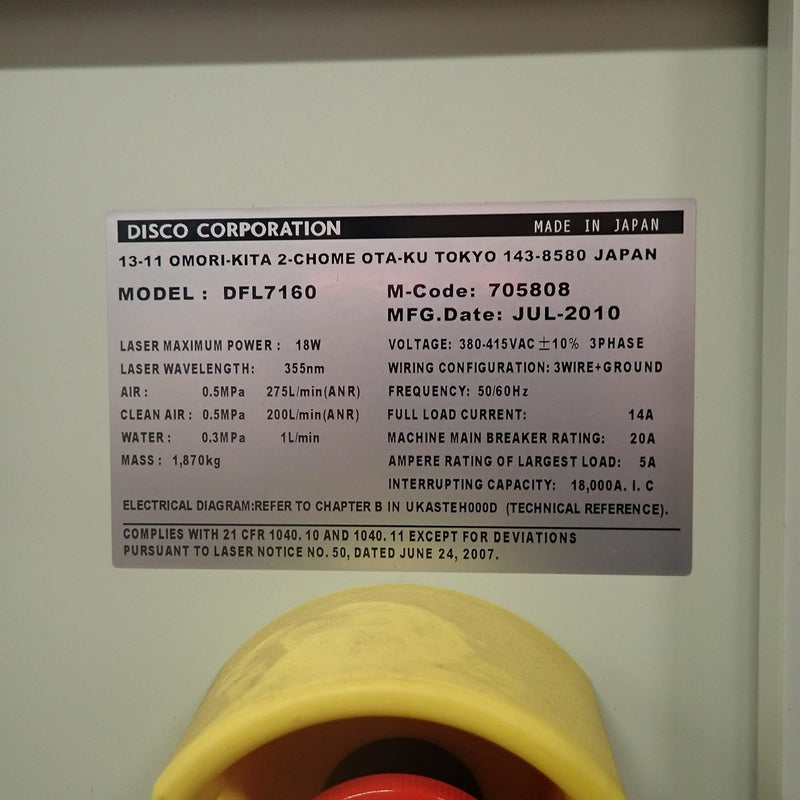 DISCO CORPORATION MADE IN JAPAN
13-11 OMORI-KITA 2-CHOME OTA-KU TOKYO 143-8580 JAPAN
MODEL : DFL7160 M-Code: 705808
MFG.Date: JUL-2010
LASER MAXIMUM POWER : 18W VOLTAGE: 380-415VAC ±10% 3PHASE
LASER WAVELENGTH: 355nm WIRING CONFIGURATION: 3WIRE+GROUND
AIR : 0.5MPa 275L/min(ANR) FREQUENCY: 50/60Hz
CLEAN AIR : 0.5MPa 200L/min(ANR) FULL LOAD CURRENT: 14A
WATER : 0.3MPa 1L/min MACHINE MAIN BREAKER RATING: 20A
MASS : 1,870kg AMPERE RATING OF LARGEST LOAD: 5A
INTERRUPTING CAPACITY: 18,000A. I. C
ELECTRICAL DIAGRAM:REFER TO CHAPTER B IN UKASTEH000D (TECHNICAL REFERENCE).
COMPLIES WITH 21 CFR 1040. 10 AND 1040. 11 EXCEPT FOR DEVIATIONS
PURSUANT TO LASER NOTICE NO. 50, DATED JUNE 24, 2007.